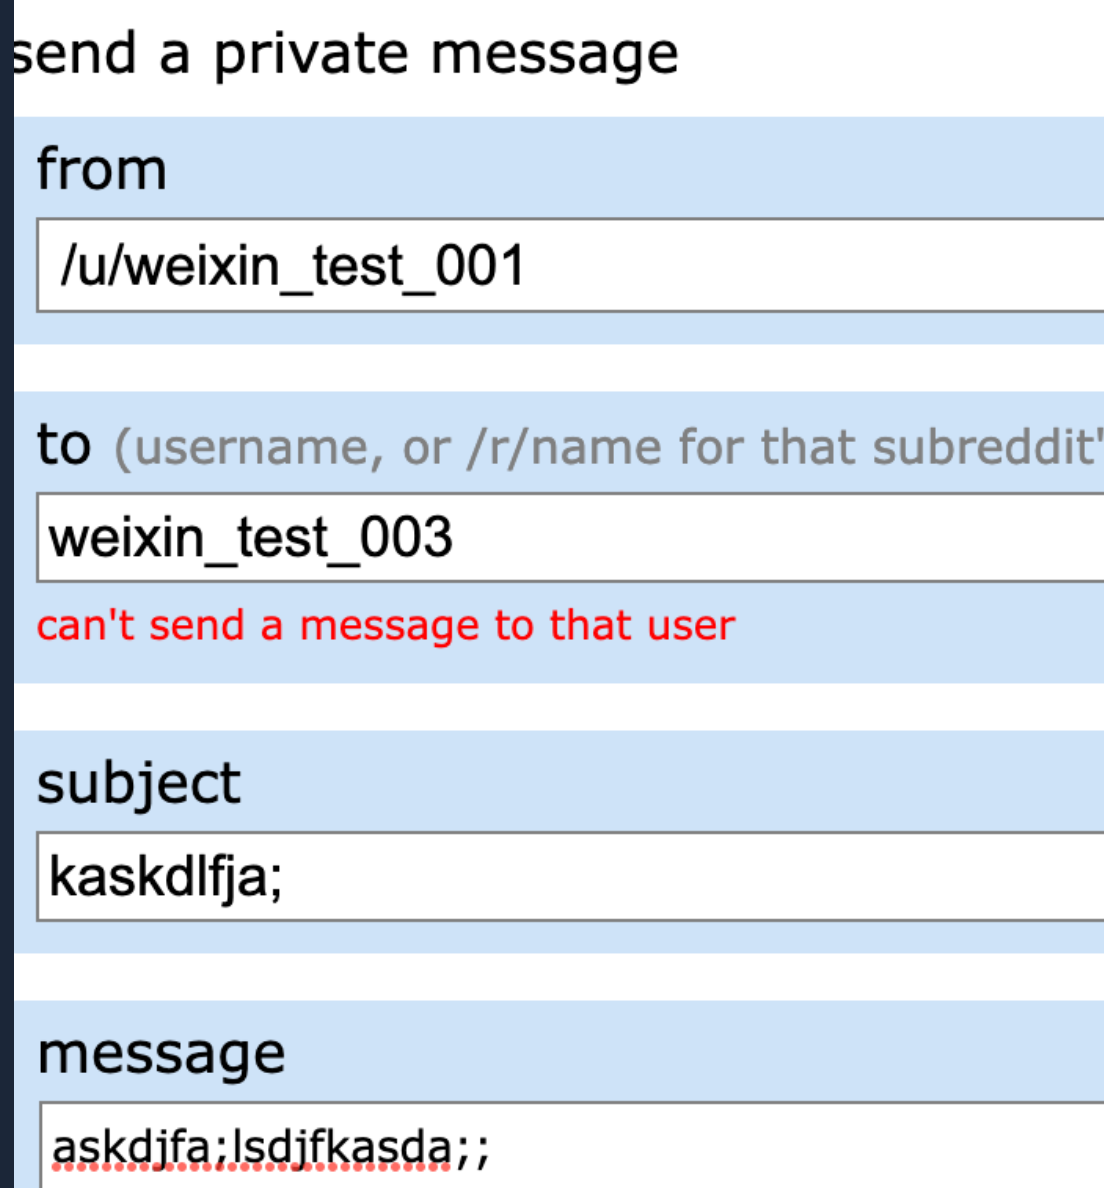 send a private message
from
/u/weixin_test_001
to (username, or /r/name for that subreddit'
weixin_test_003
can't send a message to that user
subject
kaskdlfja;
message
askdjfa;lsdjfkasda;;